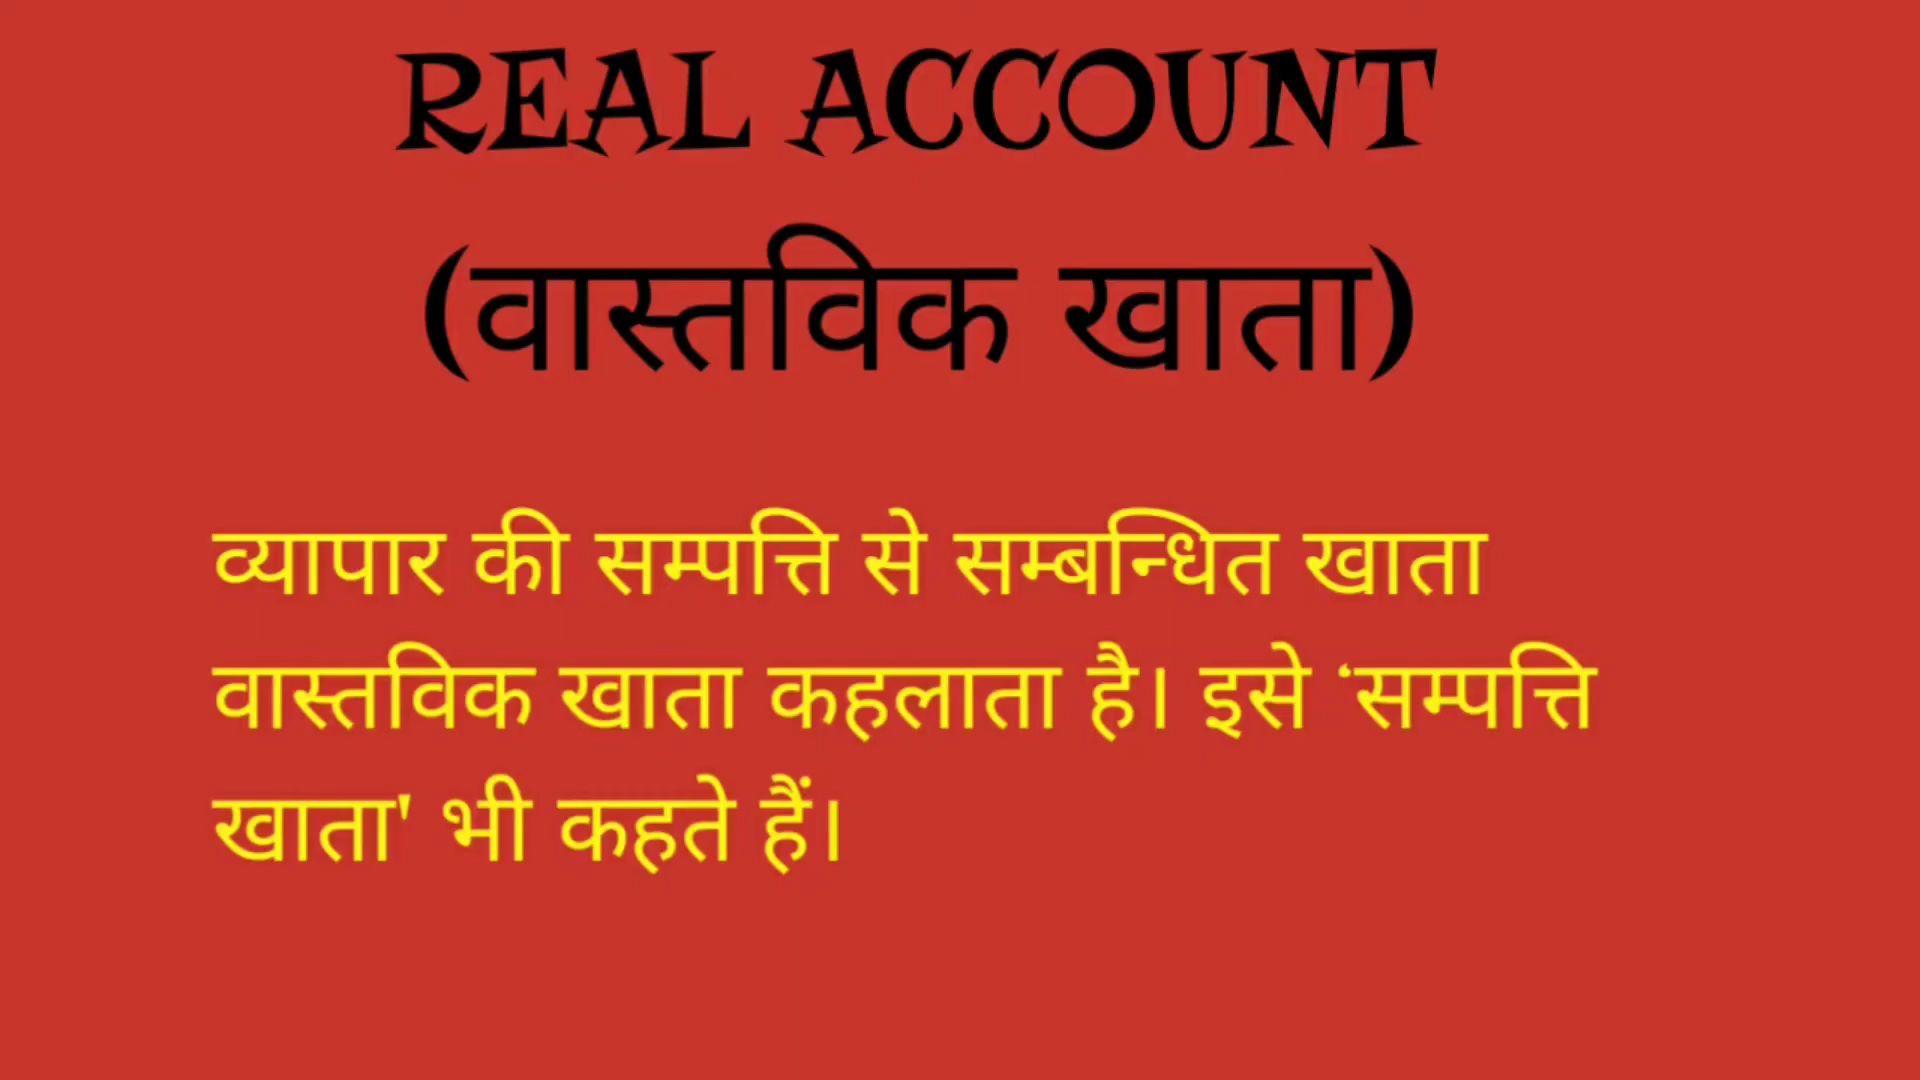 REAL ACCOUNT
(वास्तविक खाता)
व्यापार की सम्पत्ति से सम्बन्धित खाता
वास्तविक खाता कहलाता है। इसे ‘सम्पत्ति
खाता' भी कहते हैं।